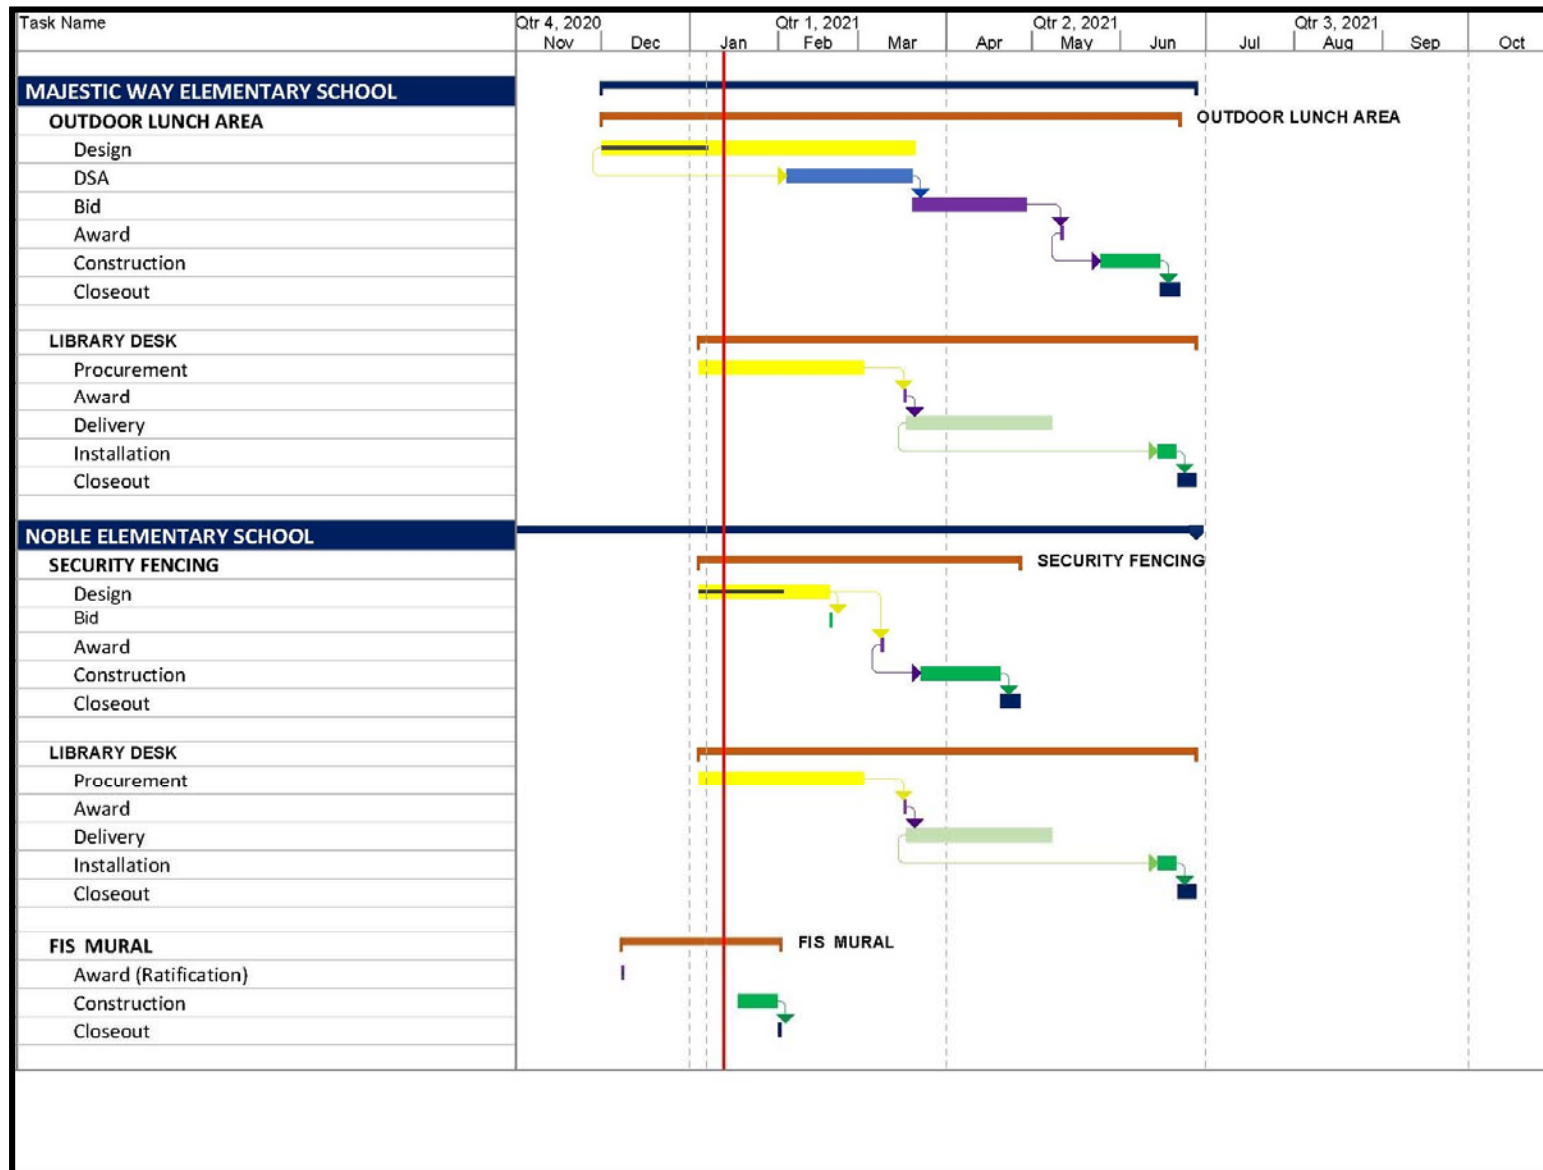 Task Name
Qtr 4, 2020 Qtr 1, 2021 Qtr 2, 2021 Qtr 3, 2021
Nov Dec Jan Feb Mar Apr May Jun Jul Aug Sep Oct
MAJESTIC WAY ELEMENTARY SCHOOL
OUTDOOR LUNCH AREA OUTDOOR LUNCH AREA
Design
DSA
Bid
Award
Construction
Closeout
LIBRARY DESK
Procurement
Award
Delivery
Installation
Closeout
NOBLE ELEMENTARY SCHOOL
SECURITY FENCING SECURITY FENCING
Design
Bid
Award
Construction
Closeout
LIBRARY DESK
Procurement
Award
Delivery
Installation
Closeout
FIS MURAL FIS MURAL
Award (Ratification)
Construction
Closeout